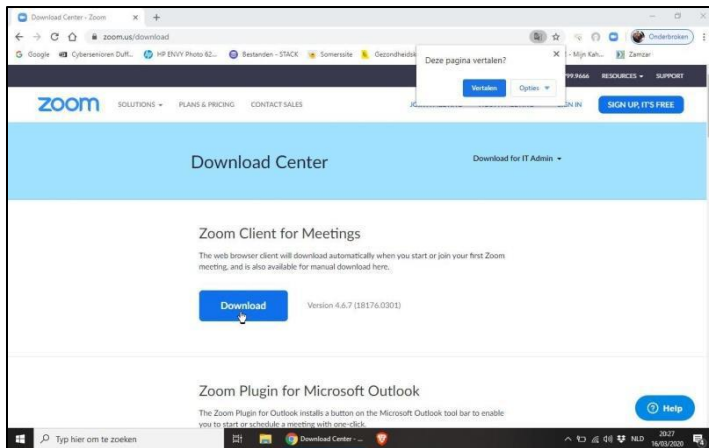 Download Center - Zoom
zoom.us/download
Onderbroken
Google
Cybersenioren Duff...
HP ENVY Photo 62...
Bestanden - STACK
Somerssite
Gezondheidsk
- Mijn Kah...
Zamzar
Deze pagina vertalen?
Vertalen
Opties
99.9666
RESOURCES
SUPPORT
zoom
SOLUTIONS
PLANS & PRICING
CONTACT SALES
SIGN UP, IT'S FREE
Download Center
Download for IT Admin
Zoom Client for Meetings
The web browser client will download automatically when you start or join your first Zoom
meeting, and is also available for manual download here.
Download
Version 4.6.7 (18176.0301)
Zoom Plugin for Microsoft Outlook
The Zoom Plugin for Outlook installs a button on the Microsoft Outlook tool bar to enable
you to start or schedule a meeting with one-click.
Help
Typ hier om te zoeken
Download Center - ...
NLD
20:27
16/03/2020